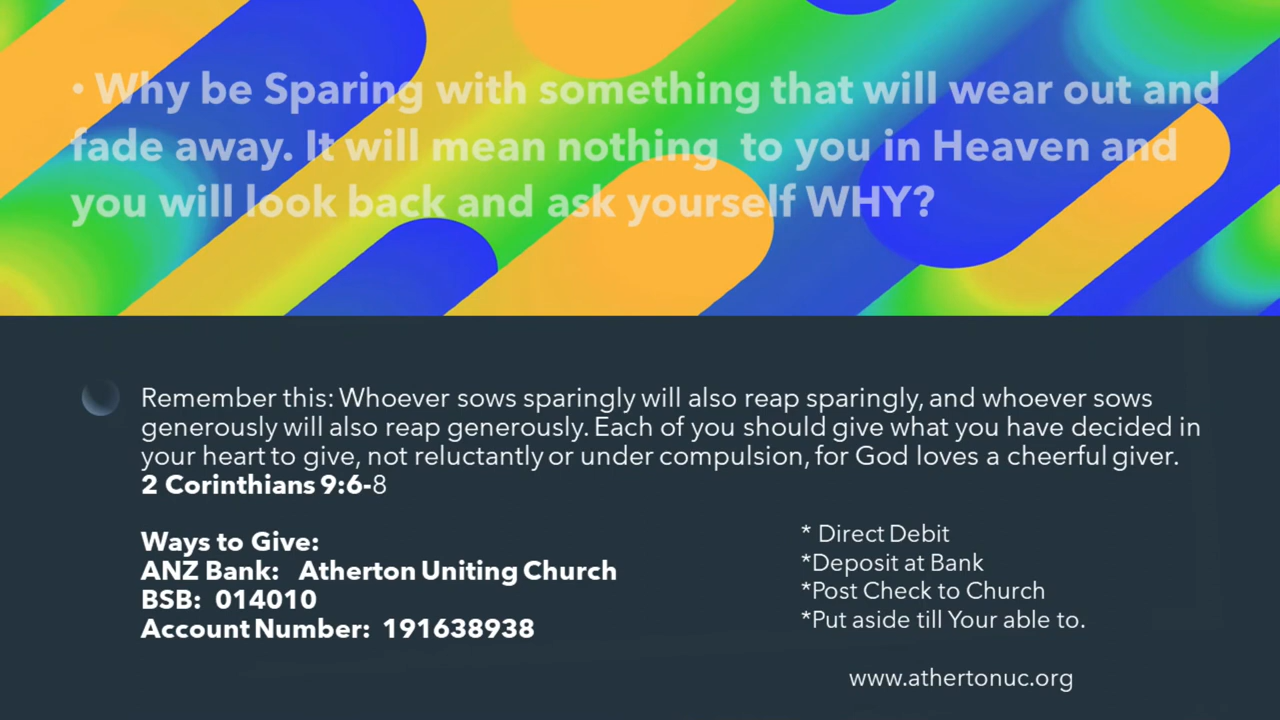 • Why be Sparing with something that will wear out and
fade away. It will mean nothing to you in Heaven and
you will look back and ask yourself WHY?
Remember this: Whoever sows sparingly will also reap sparingly, and whoever sows
generously will also reap generously. Each of you should give what you have decided in
your heart to give, not reluctantly or under compulsion, for God loves a cheerful giver.
2 Corinthians 9:6-8
Ways to Give:
ANZ Bank: Atherton Uniting Church
BSB: 014010
Account Number: 191638938
* Direct Debit
*Deposit at Bank
*Post Check to Church
*Put aside till Your able to.
www.athertonuc.org